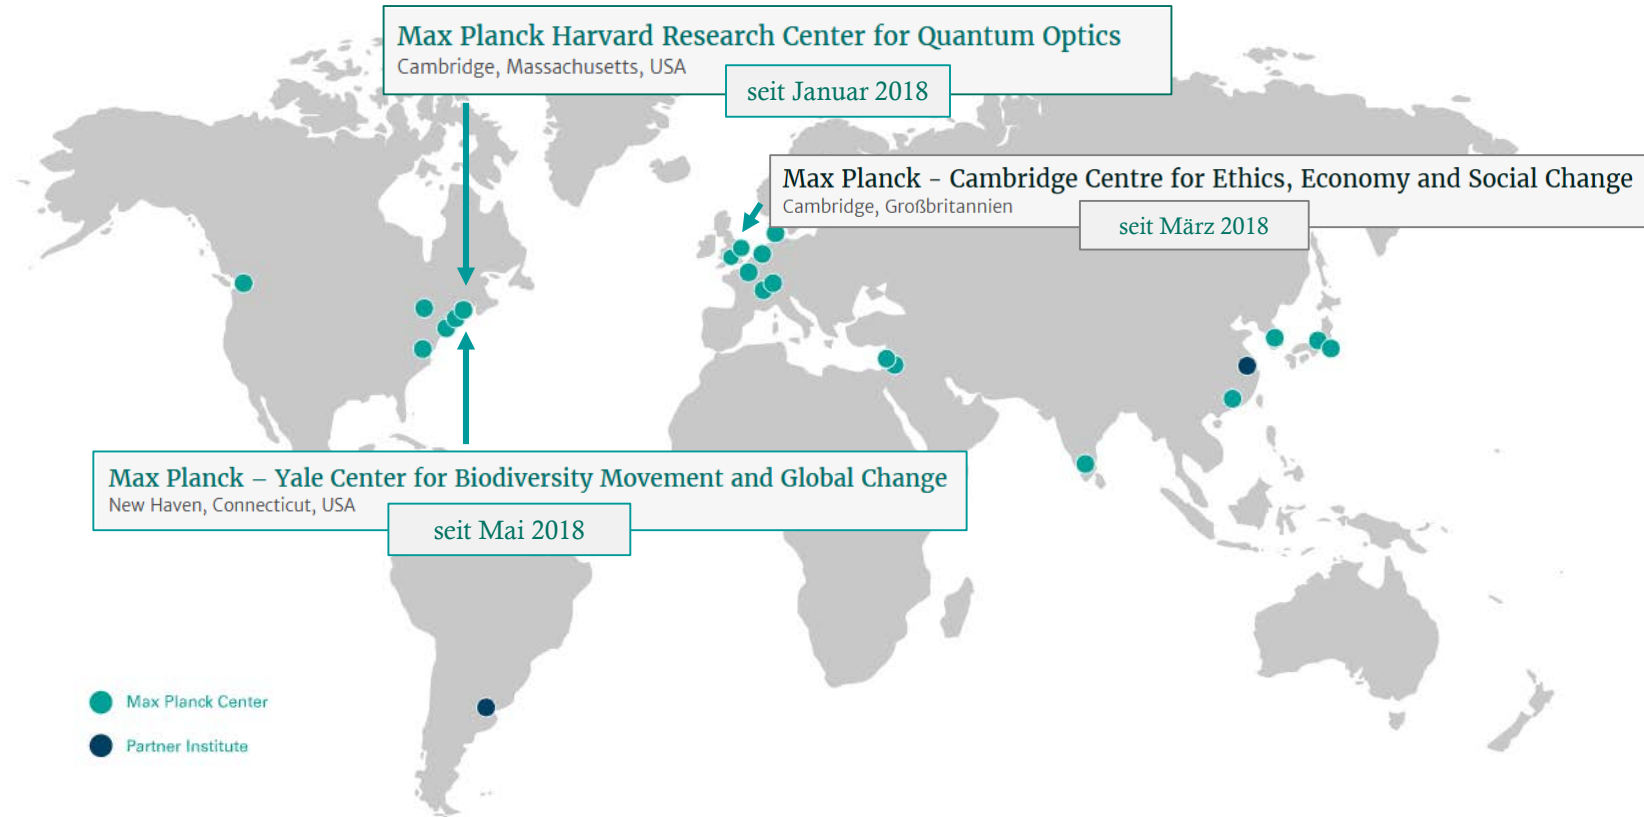 Max Planck Harvard Research Center for Quantum Optics
Cambridge, Massachusetts, USA
seit Januar 2018
Max Planck - Cambridge Centre for Ethics, Economy and Social Change
Cambridge, Großbritannien
seit März 2018
Max Planck – Yale Center for Biodiversity Movement and Global Change
New Haven, Connecticut, USA
seit Mai 2018
Max Planck Center
Partner Institute